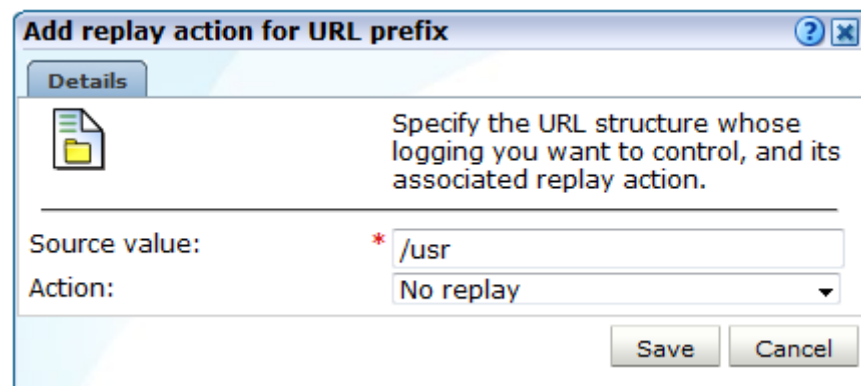 Add replay action for URL prefix
?
Details
Specify the URL structure whose
logging you want to control, and its
associated replay action.
Source value: * /usr
Action: No replay
Save Cancel